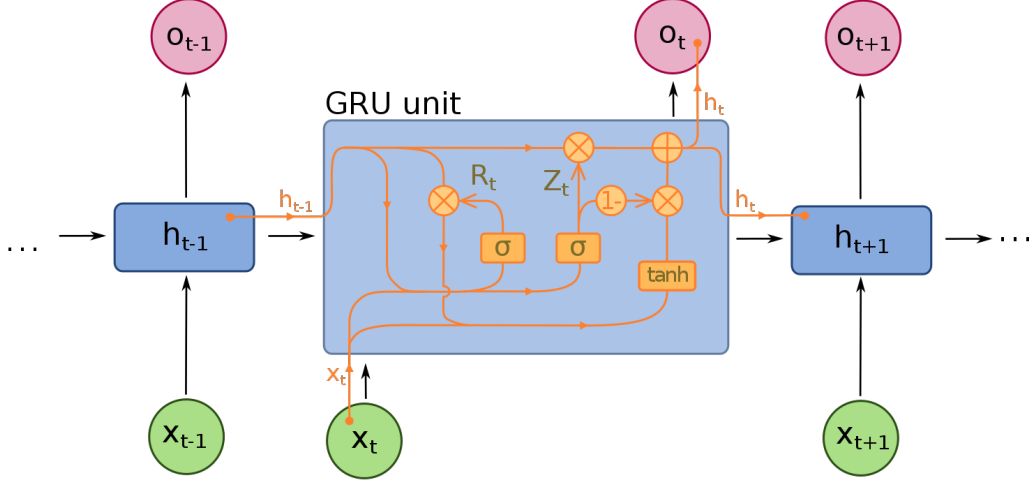 o_{t-1} o_t o_{t+1}
GRU unit
h_t
R_t Z_t
h_{t-1} 1- h_t
... h_{t-1} σ σ h_{t+1} ...
tanh
x_t
x_{t-1} x_t x_{t+1}